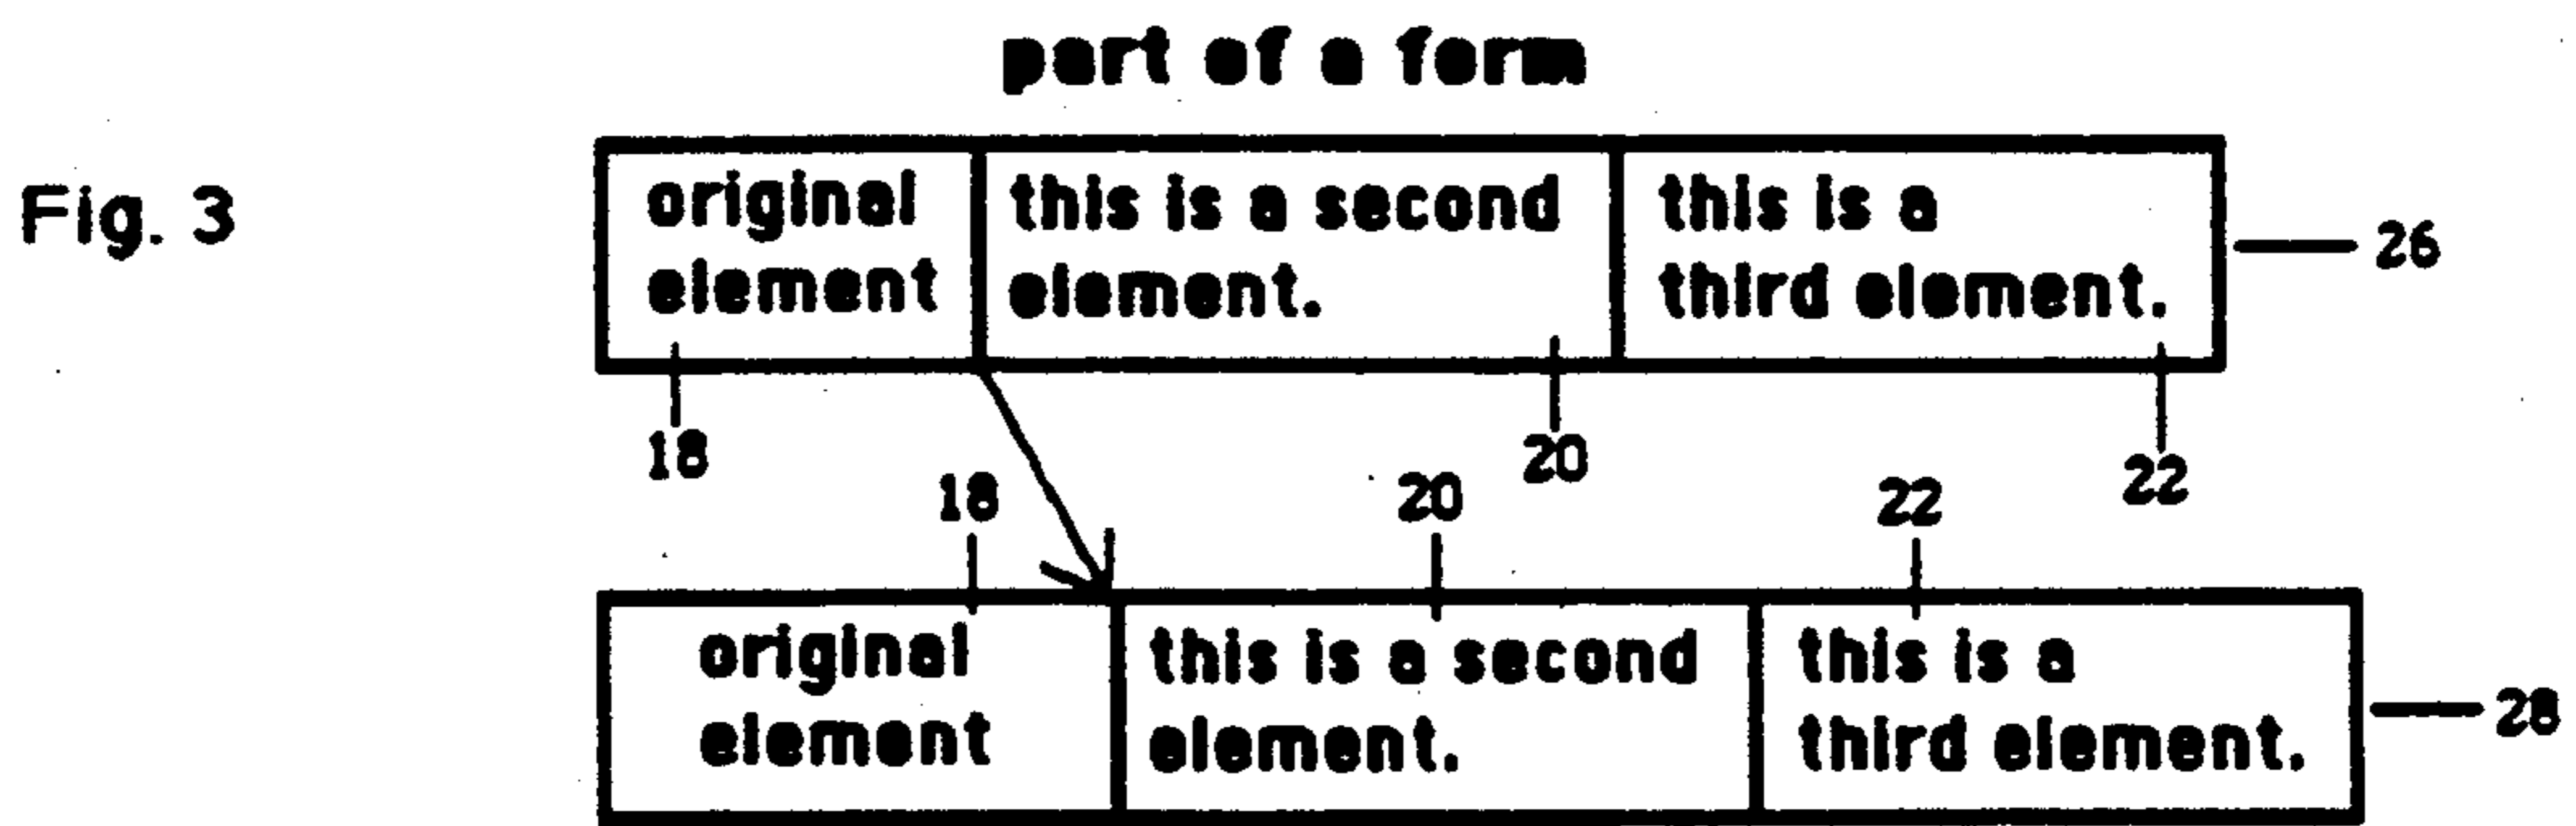 part of a form
Fig. 3
original this is a second this is a
element element. third element.
26
18 20 22
18 20 22
original this is a second this is a
element element. third element.
28